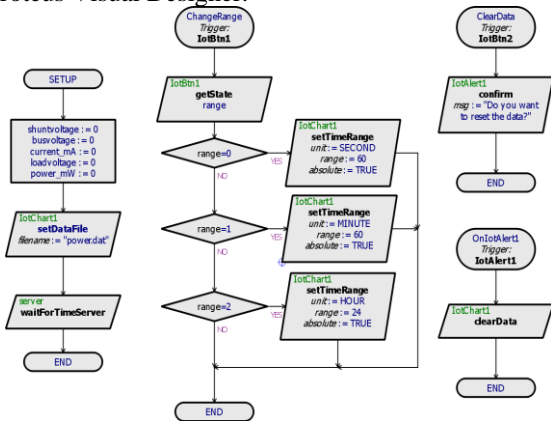 Proteus Visual Designer.
SETUP
shuntvoltage := 0
busvoltage := 0
current_mA := 0
loadvoltage := 0
power_mW := 0
IotChart1
setDataFile
filename := "power.dat"
server
waitForTimeServer
END
ChangeRange
Trigger:
IotBtn1
IotBtn1
getState
range
range=0
YES
NO
IotChart1
setTimeRange
unit := SECOND
range := 60
absolute := TRUE
range=1
YES
NO
IotChart1
setTimeRange
unit := MINUTE
range := 60
absolute := TRUE
range=2
YES
NO
IotChart1
setTimeRange
unit := HOUR
range := 24
absolute := TRUE
END
ClearData
Trigger:
IotBtn2
IotAlert1
confirm
msg := "Do you want
to reset the data?"
END
OnIotAlert1
Trigger:
IotAlert1
IotChart1
clearData
END